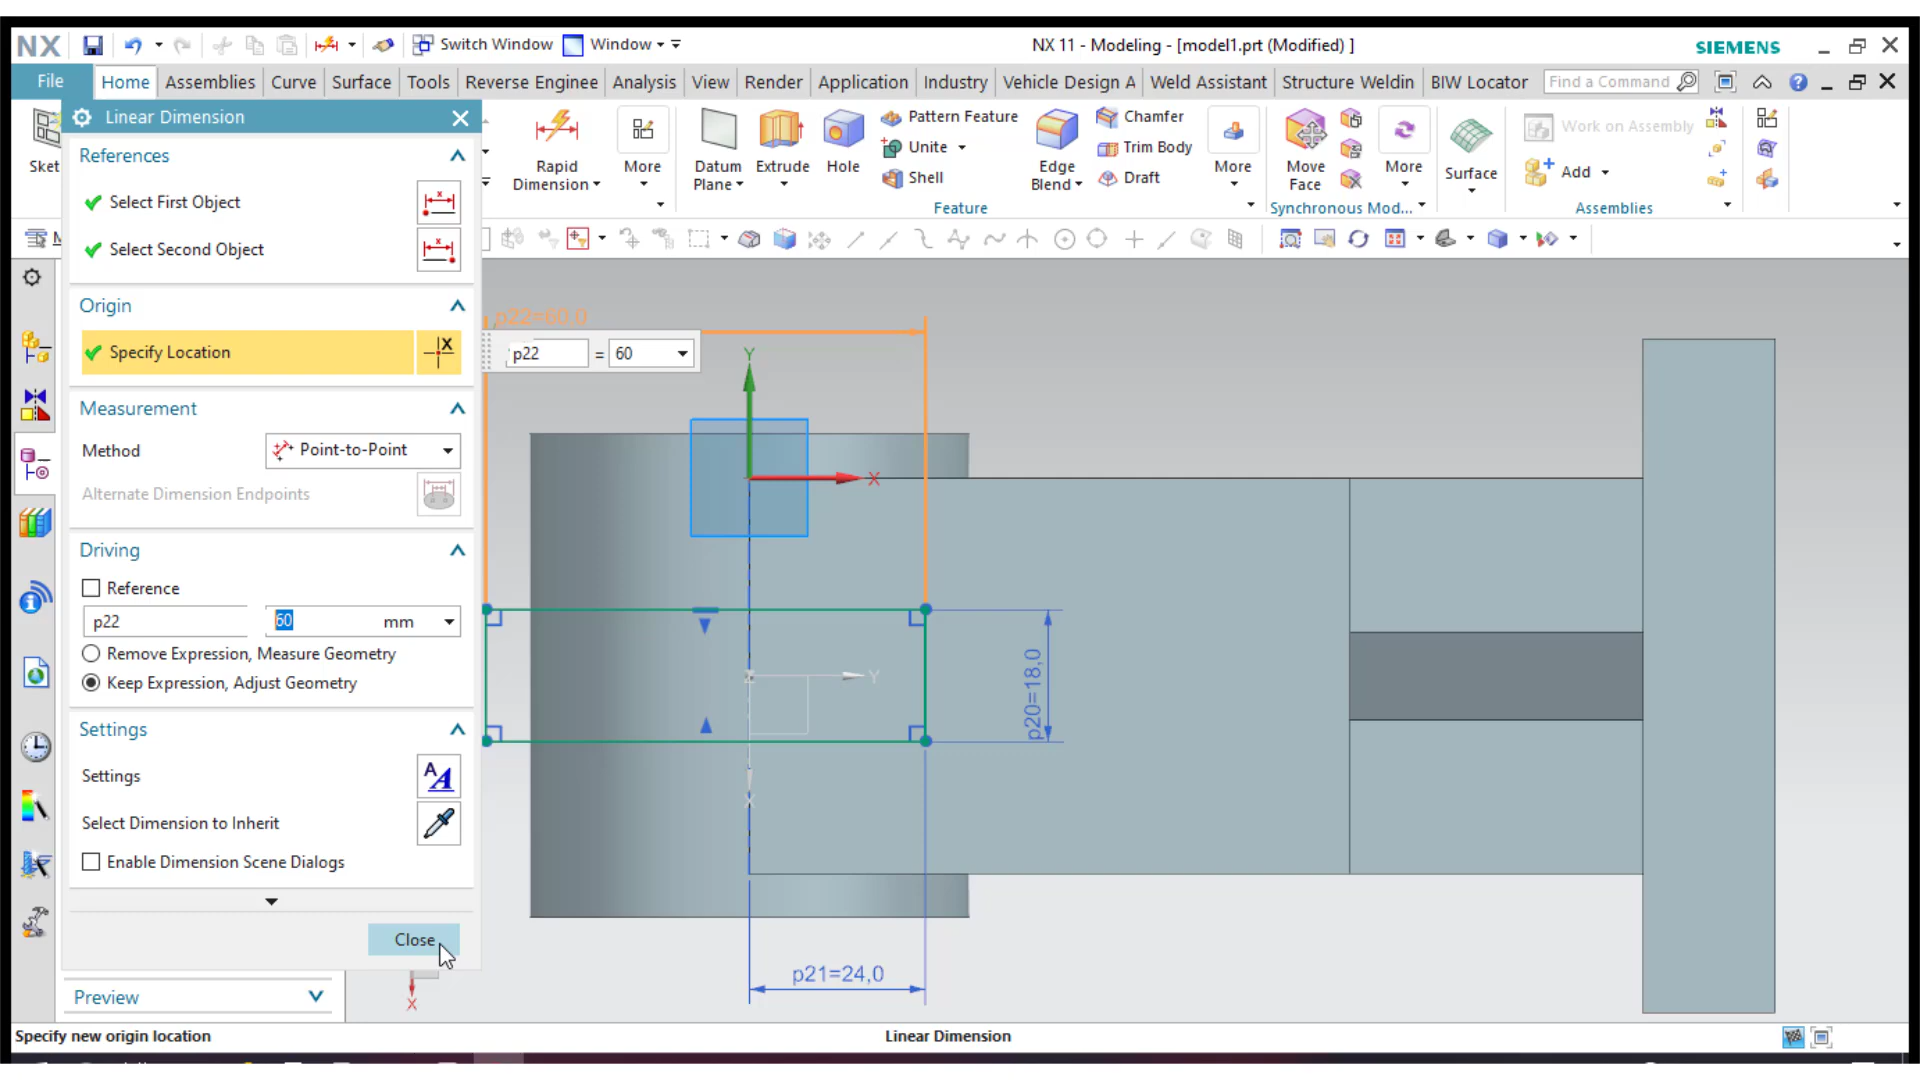 NX
Switch Window
Window
NX 11 - Modeling - [model1.prt (Modified) ]
SIEMENS
File
Home
Assemblies
Curve
Surface
Tools
Reverse Enginee
Analysis
View
Render
Application
Industry
Vehicle Design A
Weld Assistant
Structure Weldin
BIW Locator
Find a Command
Sket
Linear Dimension
Rapid
Dimension
More
Datum
Plane
Extrude
Hole
Pattern Feature
Unite
Shell
Edge
Blend
Chamfer
Trim Body
Draft
More
Move
Face
More
Surface
Work on Assembly
Add
Feature
Synchronous Mod...
Assemblies
References
Select First Object
Select Second Object
Origin
Specify Location
Measurement
Method
Point-to-Point
Alternate Dimension Endpoints
Driving
Reference
p22
60
mm
Remove Expression, Measure Geometry
Keep Expression, Adjust Geometry
Settings
Settings
Select Dimension to Inherit
Enable Dimension Scene Dialogs
Close
Preview
p22=60,0
p22
=
60
Y
X
Y
X
Z
p20=18,0
p21=24,0
X
Specify new origin location
Linear Dimension